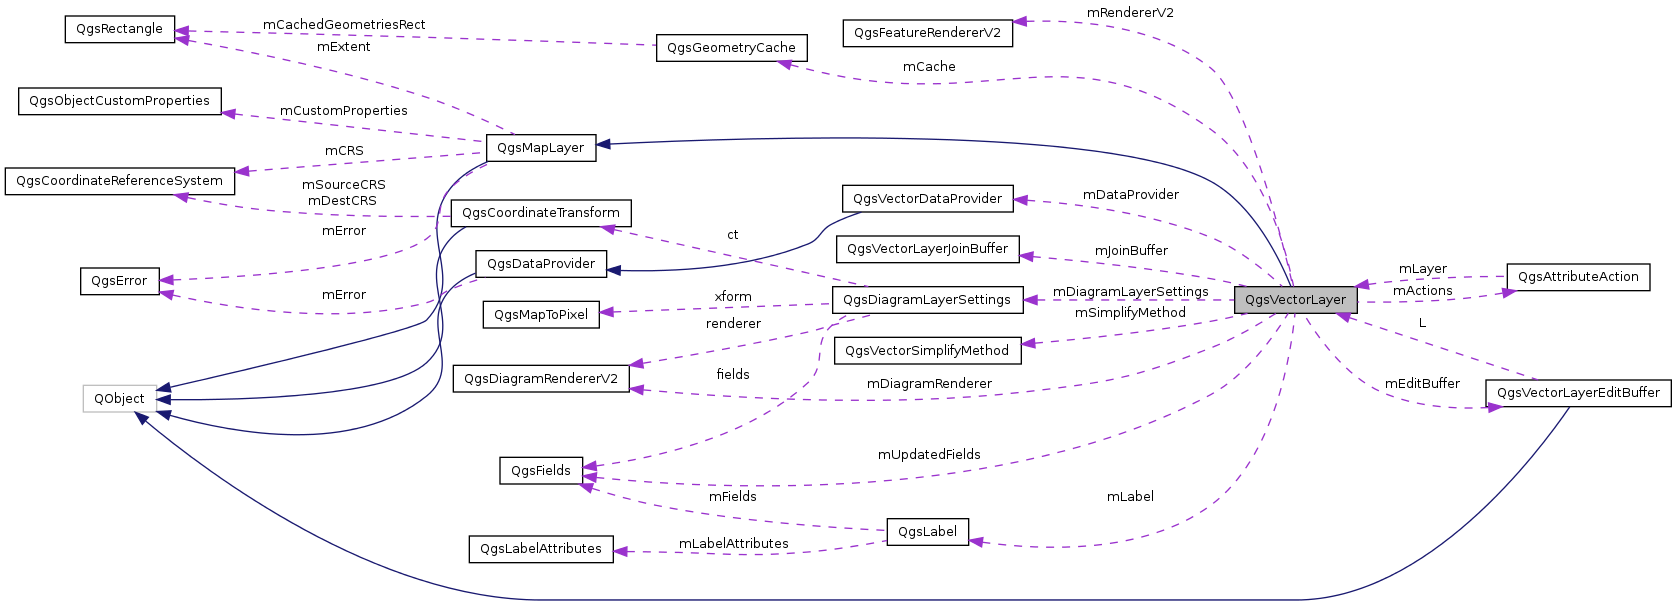 mRendererV2
QgsRectangle
mCachedGeometriesRect
QgsFeatureRendererV2
mExtent
QgsGeometryCache
mCache
QgsObjectCustomProperties
mCustomProperties
QgsMapLayer
mCRS
QgsCoordinateReferenceSystem
mSourceCRS
mDestCRS
QgsVectorDataProvider
mDataProvider
QgsCoordinateTransform
mError
ct
QgsVectorLayerJoinBuffer
mJoinBuffer
QgsDataProvider
mLayer
QgsAttributeAction
QgsError
mError
xform
QgsDiagramLayerSettings
mDiagramLayerSettings
QgsVectorLayer
mActions
QgsMapToPixel
mSimplifyMethod
renderer
L
QgsVectorSimplifyMethod
QgsDiagramRendererV2
fields
mDiagramRenderer
mEditBuffer
QgsVectorLayerEditBuffer
QObject
mUpdatedFields
QgsFields
mFields
mLabel
QgsLabel
QgsLabelAttributes
mLabelAttributes